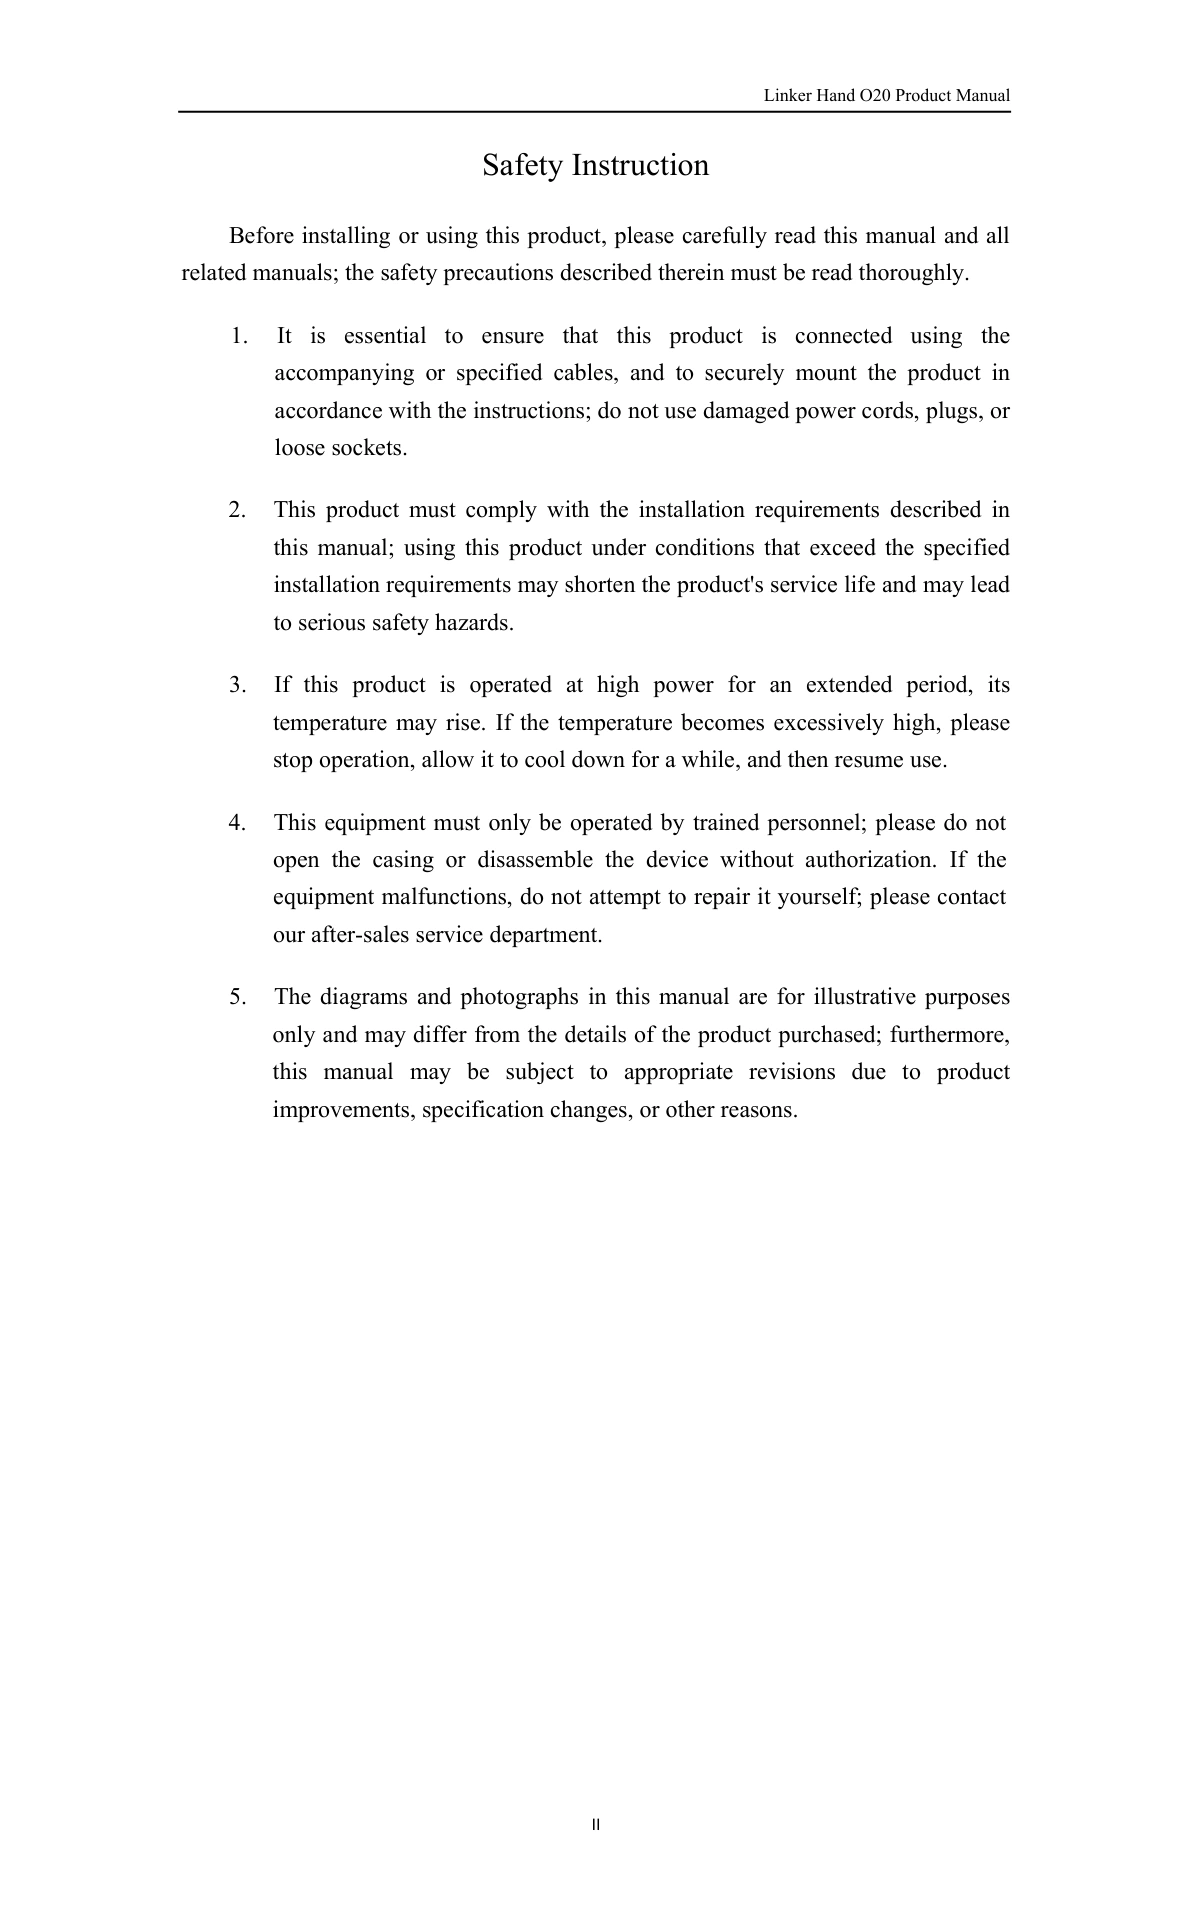 Linker Hand O20 Product Manual
Safety Instruction
Before installing or using this product, please carefully read this manual and all
related manuals; the safety precautions described therein must be read thoroughly.
1. It is essential to ensure that this product is connected using the
accompanying or specified cables, and to securely mount the product in
accordance with the instructions; do not use damaged power cords, plugs, or
loose sockets.
2. This product must comply with the installation requirements described in
this manual; using this product under conditions that exceed the specified
installation requirements may shorten the product's service life and may lead
to serious safety hazards.
3. If this product is operated at high power for an extended period, its
temperature may rise. If the temperature becomes excessively high, please
stop operation, allow it to cool down for a while, and then resume use.
4. This equipment must only be operated by trained personnel; please do not
open the casing or disassemble the device without authorization. If the
equipment malfunctions, do not attempt to repair it yourself; please contact
our after-sales service department.
5. The diagrams and photographs in this manual are for illustrative purposes
only and may differ from the details of the product purchased; furthermore,
this manual may be subject to appropriate revisions due to product
improvements, specification changes, or other reasons.
II